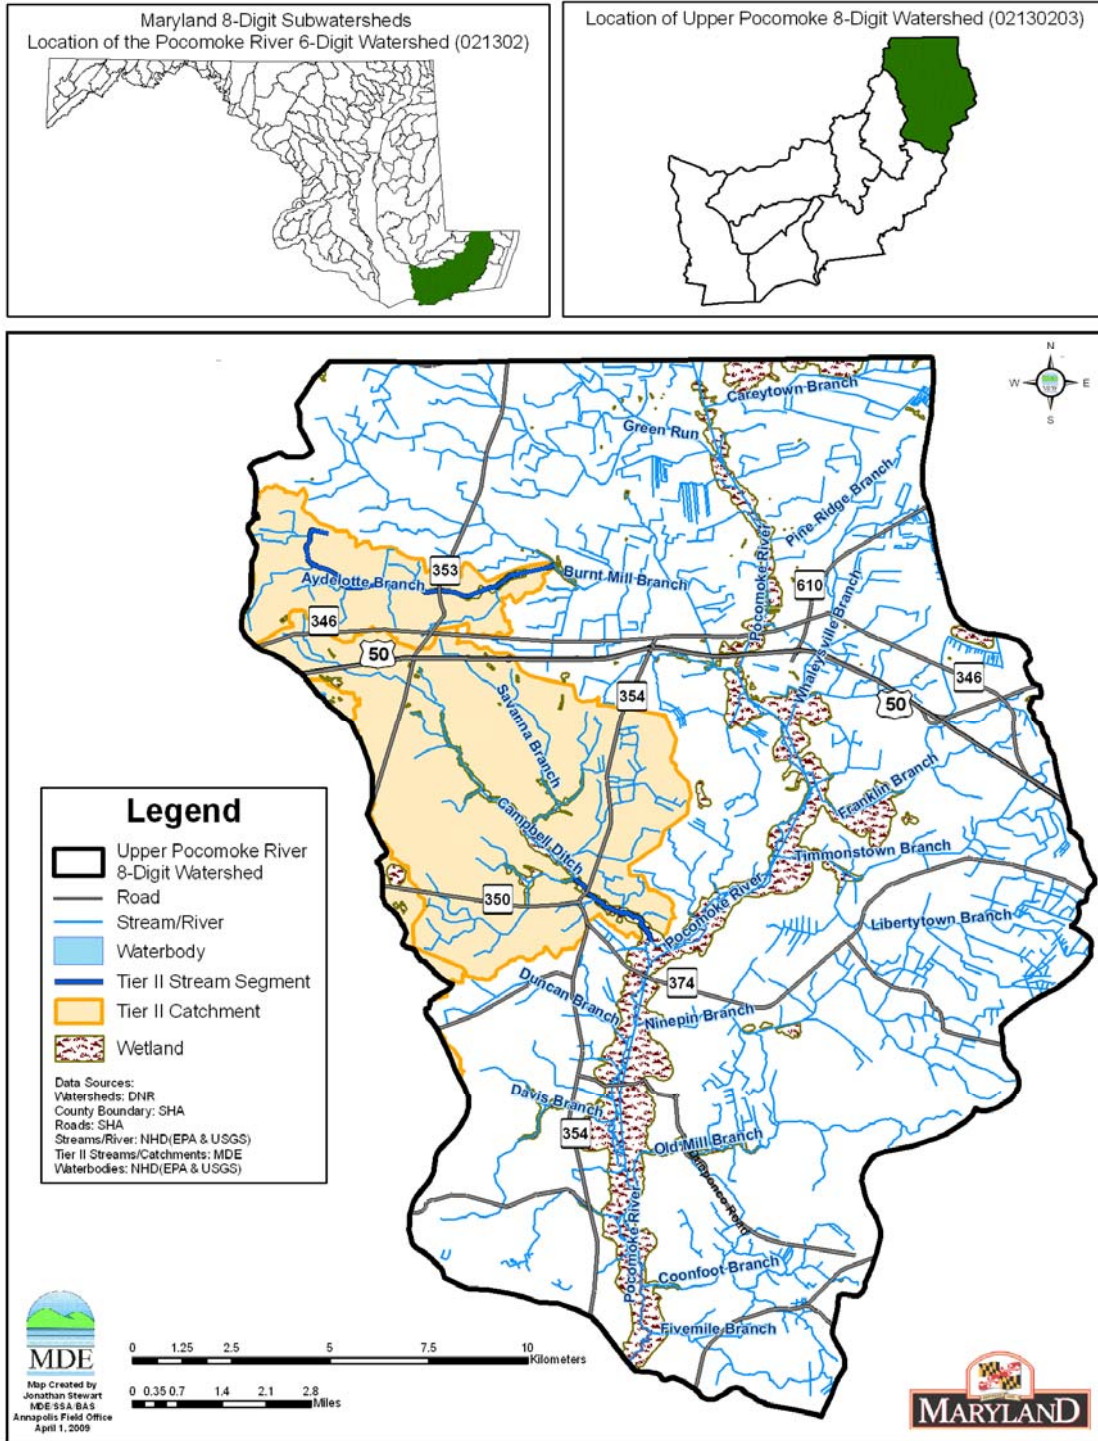 Maryland 8-Digit Subwatersheds
Location of the Pocomoke River 6-Digit Watershed (021302)
Location of Upper Pocomoke 8-Digit Watershed (02130203)
N
W
E
S
MDE
Careytown Branch
Green Run
Pine Ridge Branch
Pocomoke River
353
Burnt Mill Branch
Aydelotte Branch
610
346
Whaleysville Branch
50
346
354
50
Savanna Branch
Franklin Branch
Campbell Ditch
Timmonstown Branch
350
Pocomoke River
Libertytown Branch
374
Duncan Branch
Ninepin Branch
Davis Branch
354
Old Mill Branch
Road
Pocomoke River
Coonfoot Branch
Fivemile Branch
Legend
Upper Pocomoke River
8-Digit Watershed
Road
Stream/River
Waterbody
Tier II Stream Segment
Tier II Catchment
Wetland
Data Sources:
Watersheds: DNR
County Boundary: SHA
Roads: SHA
Streams/River: NHD(EPA & USGS)
Tier II Streams/Catchments: MDE
Waterbodies: NHD(EPA & USGS)
MDE
Map Created by
Jonathan Stewart
MDE/SSA/BAS
Annapolis Field Office
April 1, 2009
0 1.25 2.5 5 7.5 10
Kilometers
0 0.35 0.7 1.4 2.1 2.8
Miles
MARYLAND